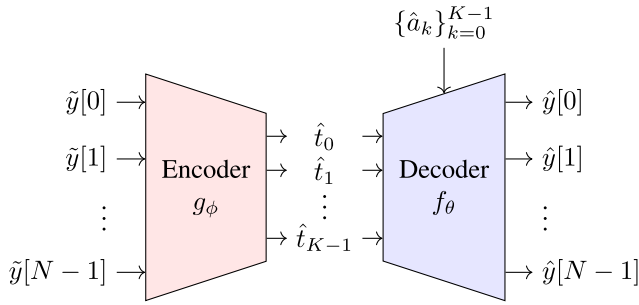 {â_k}_{k=0}^{K−1}
ỹ[0]
ỹ[1]
⋮
ỹ[N − 1]
Encoder
g_ϕ
t̂_0
t̂_1
⋮
t̂_{K−1}
Decoder
f_θ
ŷ[0]
ŷ[1]
⋮
ŷ[N − 1]